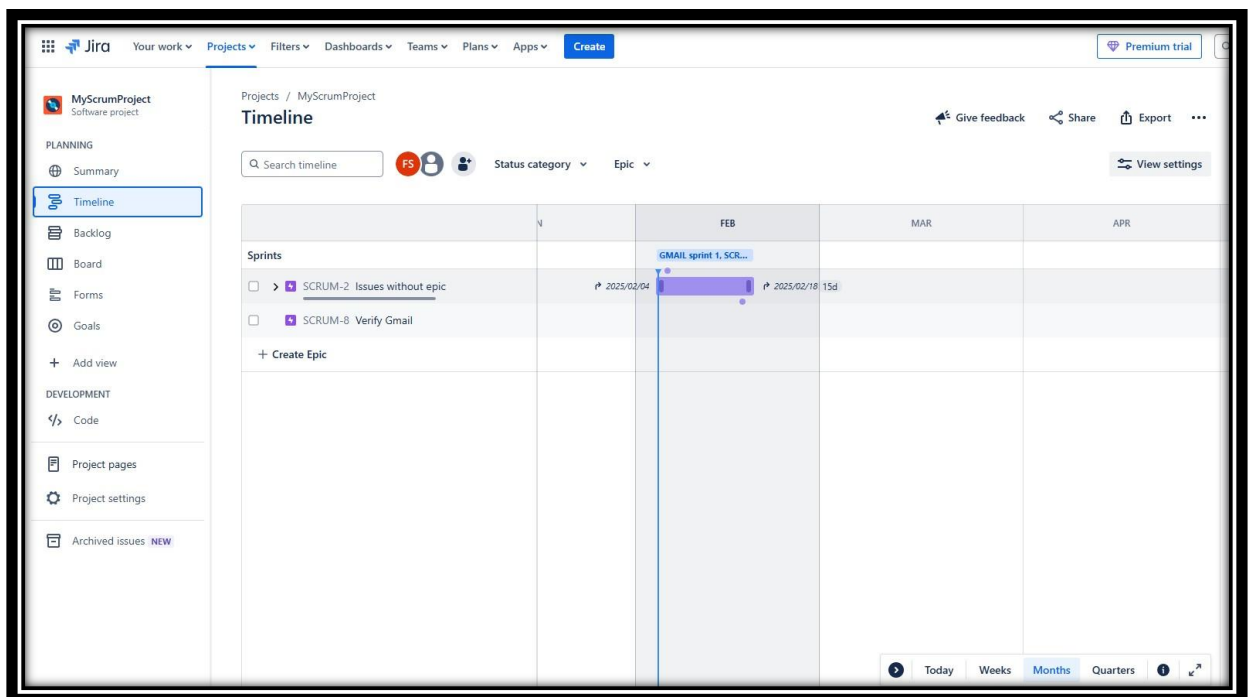 Jira Your work Projects Filters Dashboards Teams Plans Apps Create Premium trial
MyScrumProject
Software project
PLANNING
Summary
Timeline
Backlog
Board
Forms
Goals
Add view
DEVELOPMENT
Code
Project pages
Project settings
Archived issues NEW
Projects / MyScrumProject
Timeline
Give feedback Share Export
Search timeline FS Status category Epic View settings
FEB MAR APR
Sprints GMAIL sprint 1, SCR...
SCRUM-2 Issues without epic 2025/02/04 2025/02/18 15d
SCRUM-8 Verify Gmail
+ Create Epic
Today Weeks Months Quarters